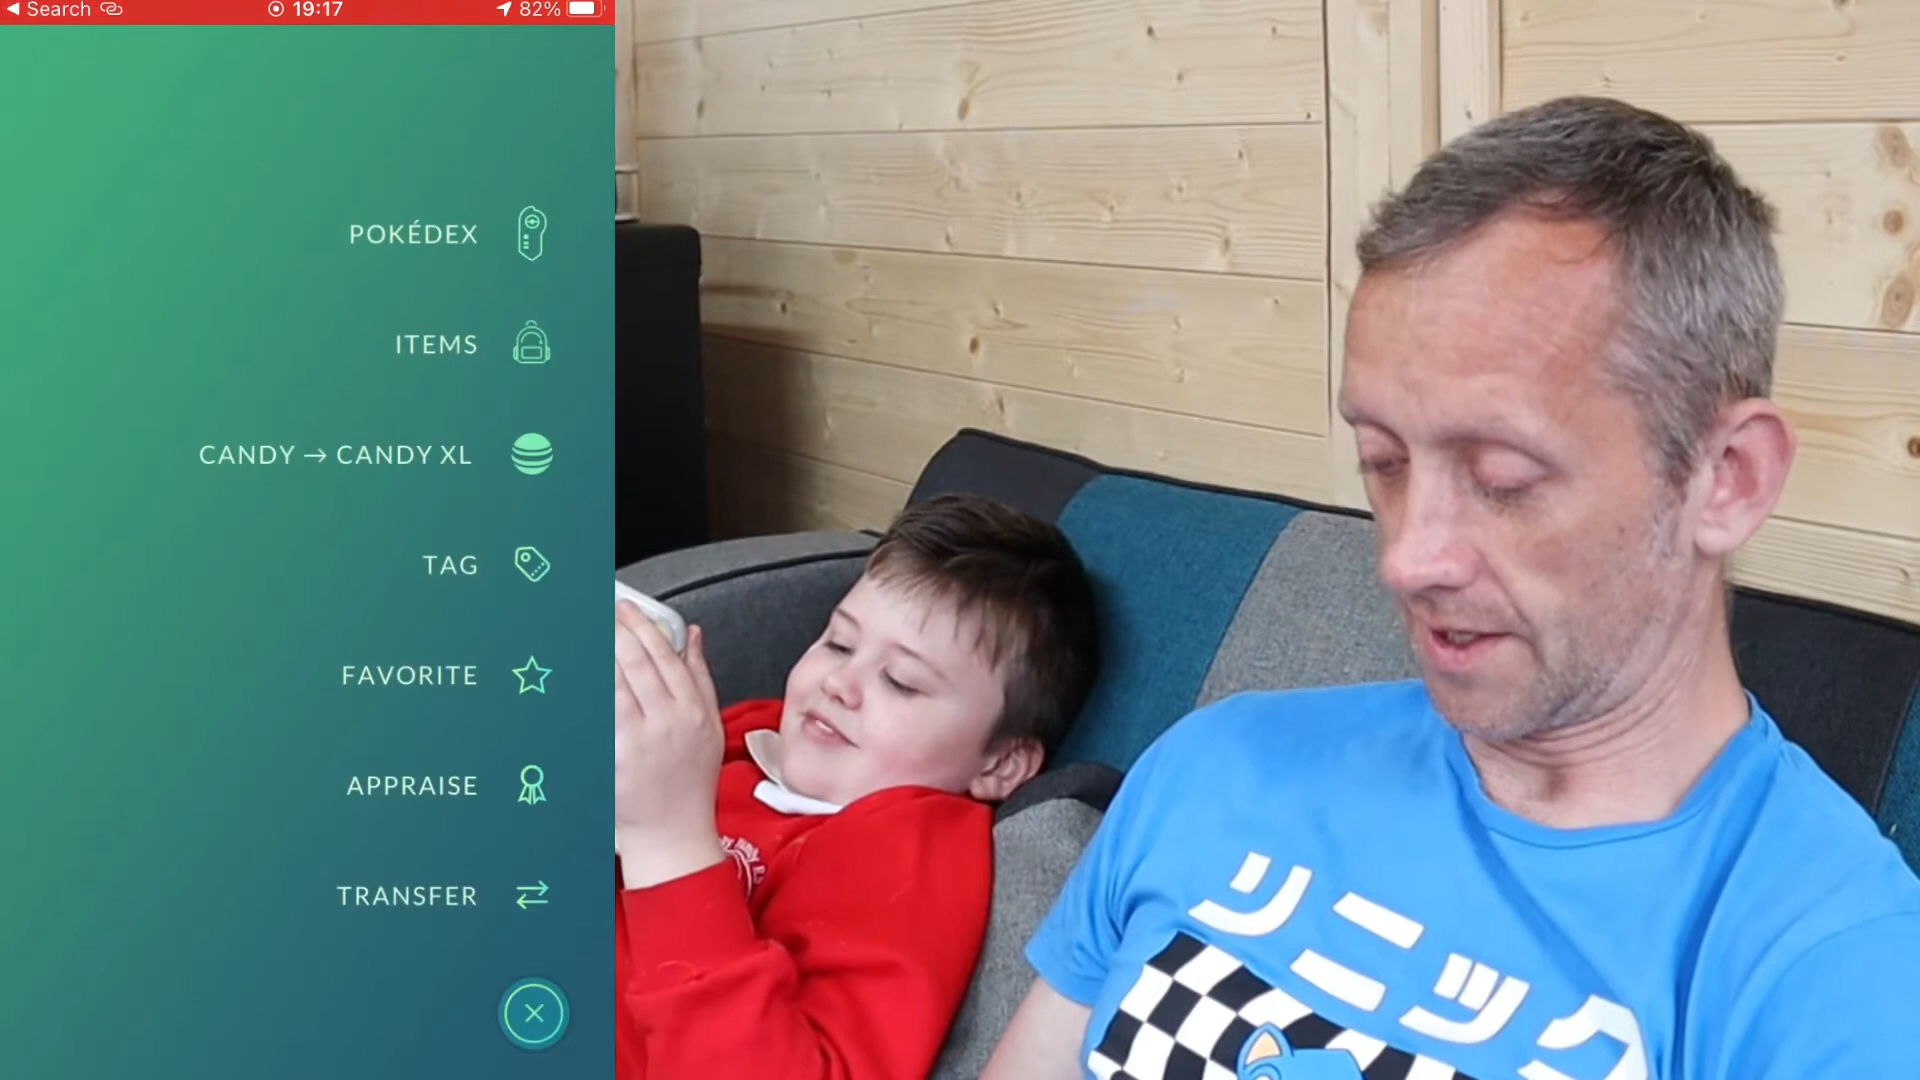 ◀ Search
19:17
82%
POKÉDEX
ITEMS
CANDY → CANDY XL
TAG
FAVORITE
APPRAISE
TRANSFER
ソニック